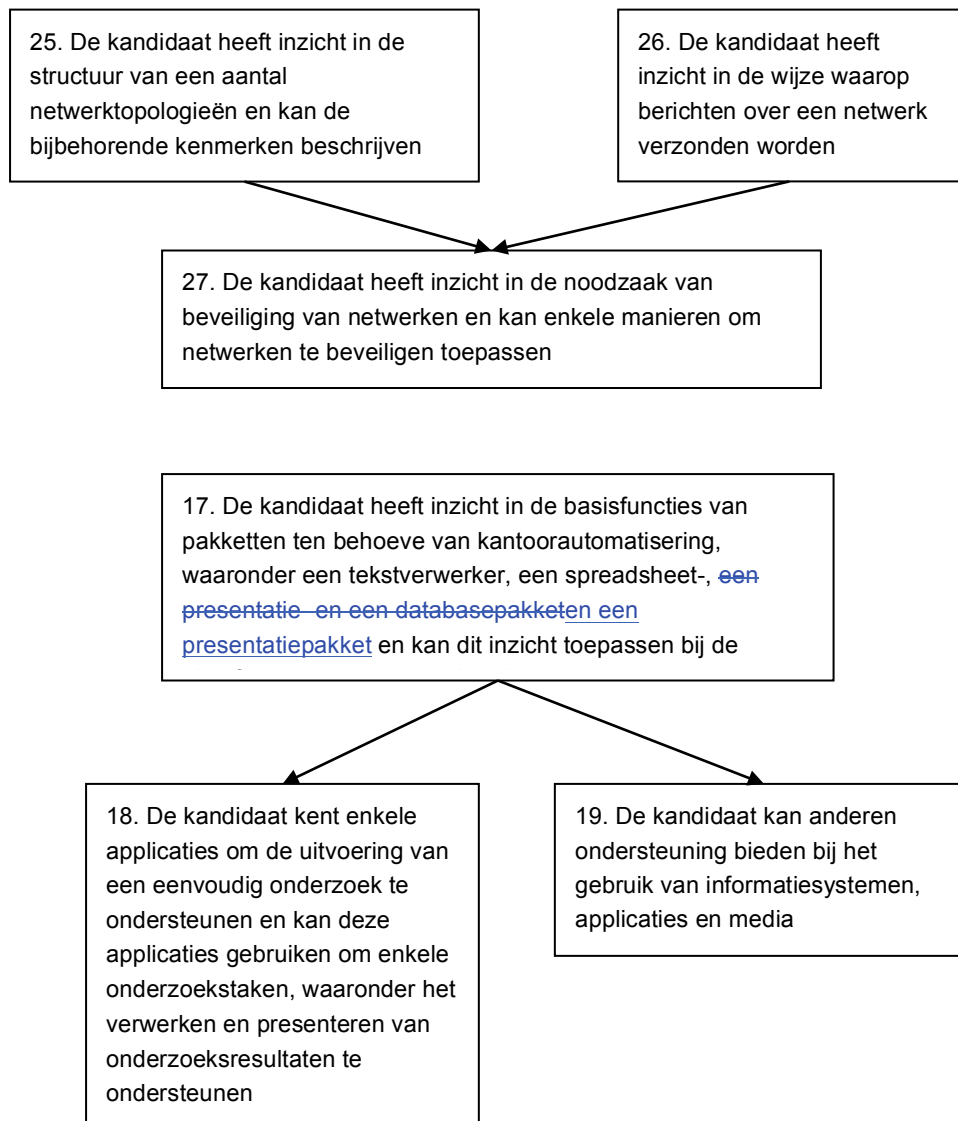 25. De kandidaat heeft inzicht in de
structuur van een aantal
netwerktopologieën en kan de
bijbehorende kenmerken beschrijven
26. De kandidaat heeft
inzicht in de wijze waarop
berichten over een netwerk
verzonden worden
27. De kandidaat heeft inzicht in de noodzaak van
beveiliging van netwerken en kan enkele manieren om
netwerken te beveiligen toepassen
17. De kandidaat heeft inzicht in de basisfuncties van
pakketten ten behoeve van kantoorautomatisering,
waaronder een tekstverwerker, een spreadsheet-, een
presentatie- en een databasepakketen een
presentatiepakket en kan dit inzicht toepassen bij de
18. De kandidaat kent enkele
applicaties om de uitvoering van
een eenvoudig onderzoek te
ondersteunen en kan deze
applicaties gebruiken om enkele
onderzoekstaken, waaronder het
verwerken en presenteren van
onderzoeksresultaten te
ondersteunen
19. De kandidaat kan anderen
ondersteuning bieden bij het
gebruik van informatiesystemen,
applicaties en media